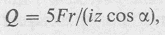 Q = 5Fr/(iz cos α),